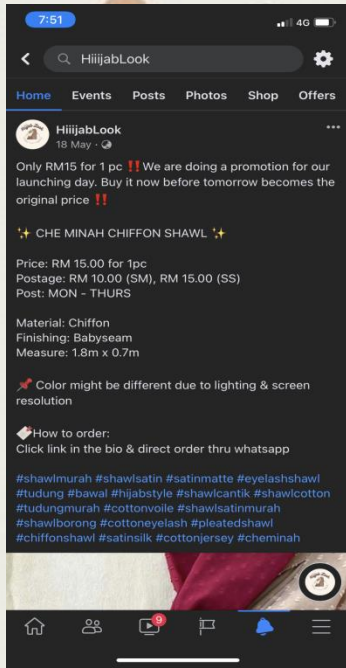 7:51
4G
HiiijabLook
Home Events Posts Photos Shop Offers
HiiijabLook
18 May ·
Only RM15 for 1 pc ‼️We are doing a promotion for our
launching day. Buy it now before tomorrow becomes the
original price ‼️
✨ CHE MINAH CHIFFON SHAWL ✨
Price: RM 15.00 for 1pc
Postage: RM 10.00 (SM), RM 15.00 (SS)
Post: MON - THURS
Material: Chiffon
Finishing: Babyseam
Measure: 1.8m x 0.7m
📌 Color might be different due to lighting & screen
resolution
How to order:
Click link in the bio & direct order thru whatsapp
#shawlmurah #shawlsatin #satinmatte #eyelashshawl
#tudung #bawal #hijabstyle #shawlcantik #shawlcotton
#tudungmurah #cottonvoile #shawlsatinmurah
#shawlborong #cottoneyelash #pleatedshawl
#chiffonshawl #satinsilk #cottonjersey #cheminah
9